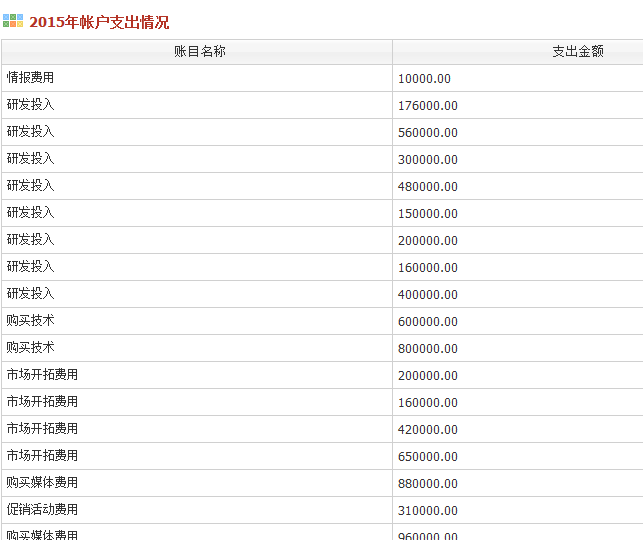 2015年帐户支出情况
账目名称 支出金额
情报费用 10000.00
研发投入 176000.00
研发投入 560000.00
研发投入 300000.00
研发投入 480000.00
研发投入 150000.00
研发投入 200000.00
研发投入 160000.00
研发投入 400000.00
购买技术 600000.00
购买技术 800000.00
市场开拓费用 200000.00
市场开拓费用 160000.00
市场开拓费用 420000.00
市场开拓费用 650000.00
购买媒体费用 880000.00
促销活动费用 310000.00
购买媒体费用 960000.00